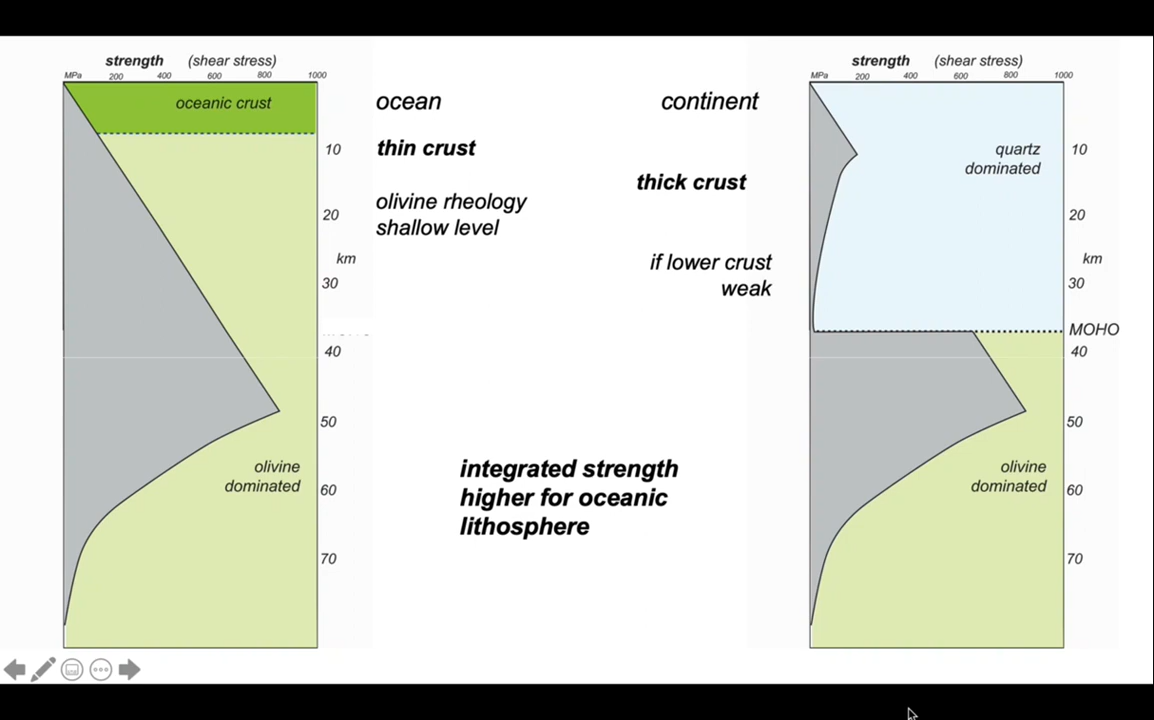 strength (shear stress)
MPa 200 400 600 800 1000
oceanic crust
10
20
km
30
40
50
olivine
dominated
60
70
ocean
thin crust
olivine rheology
shallow level
continent
thick crust
if lower crust
weak
integrated strength
higher for oceanic
lithosphere
strength (shear stress)
MPa 200 400 600 800 1000
quartz
dominated
10
20
km
30
MOHO
40
50
olivine
dominated
60
70